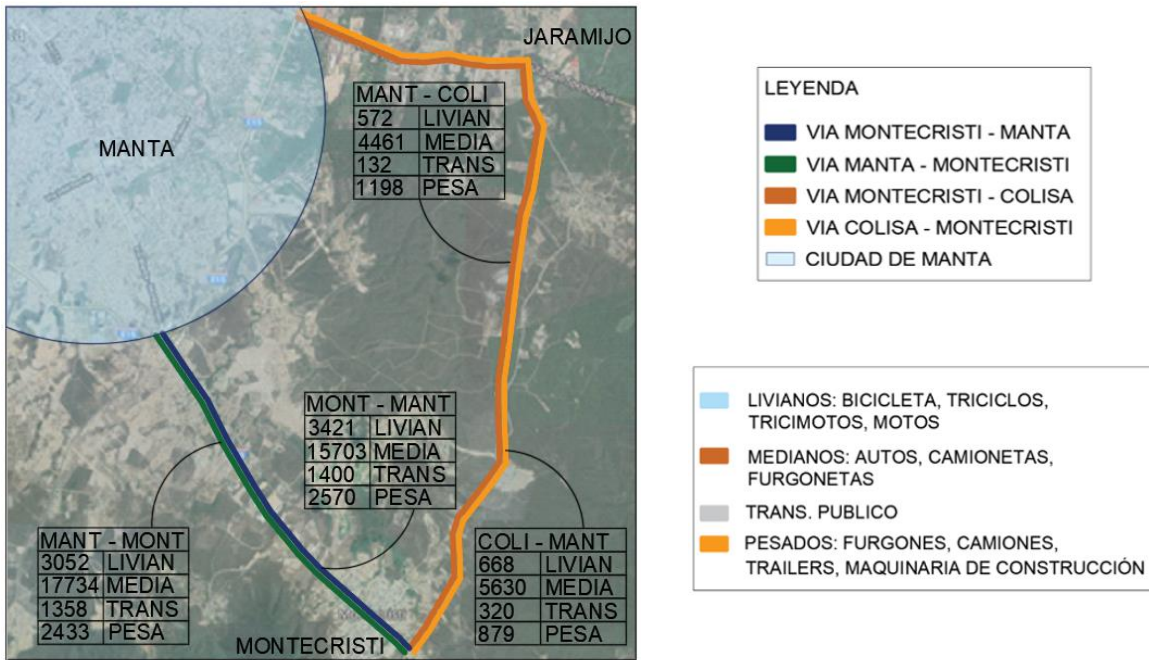 JARAMIJO
MANTA
MANT - COLI
572 LIVIAN
4461 MEDIA
132 TRANS
1198 PESA
MONT - MANT
3421 LIVIAN
15703 MEDIA
1400 TRANS
2570 PESA
MANT - MONT
3052 LIVIAN
17734 MEDIA
1358 TRANS
2433 PESA
COLI - MANT
668 LIVIAN
5630 MEDIA
320 TRANS
879 PESA
MONTECRISTI
LEYENDA
VIA MONTECRISTI - MANTA
VIA MANTA - MONTECRISTI
VIA MONTECRISTI - COLISA
VIA COLISA - MONTECRISTI
CIUDAD DE MANTA
LIVIANOS: BICICLETA, TRICICLOS,
TRICIMOTOS, MOTOS
MEDIANOS: AUTOS, CAMIONETAS,
FURGONETAS
TRANS. PUBLICO
PESADOS: FURGONES, CAMIONES,
TRAILERS, MAQUINARIA DE CONSTRUCCIÓN